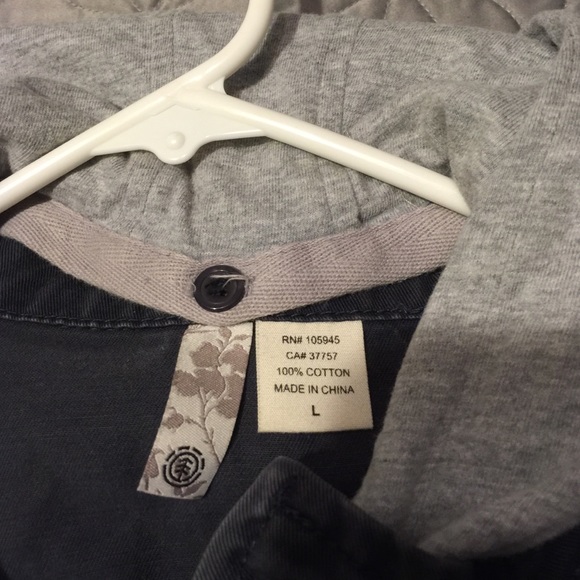 RN# 105945
CA# 37757
100% COTTON
MADE IN CHINA
L